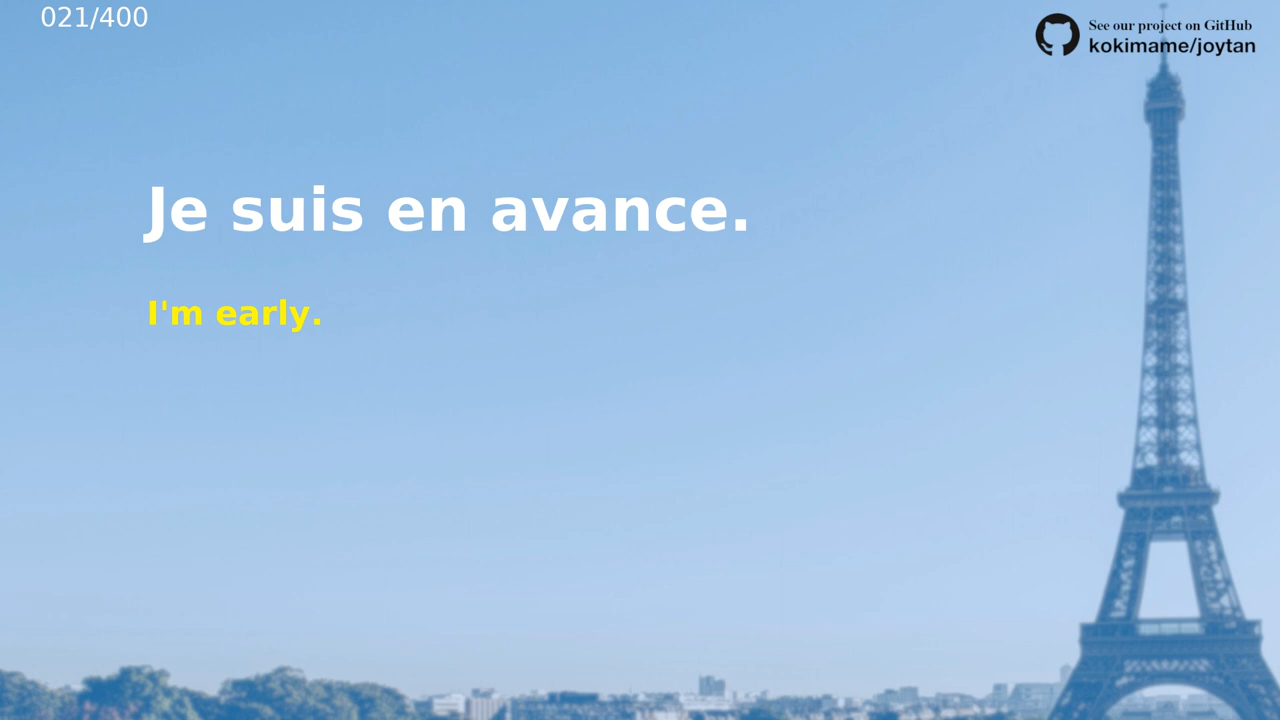 021/400
See our project on GitHub
kokimame/joytan
Je suis en avance.
I'm early.